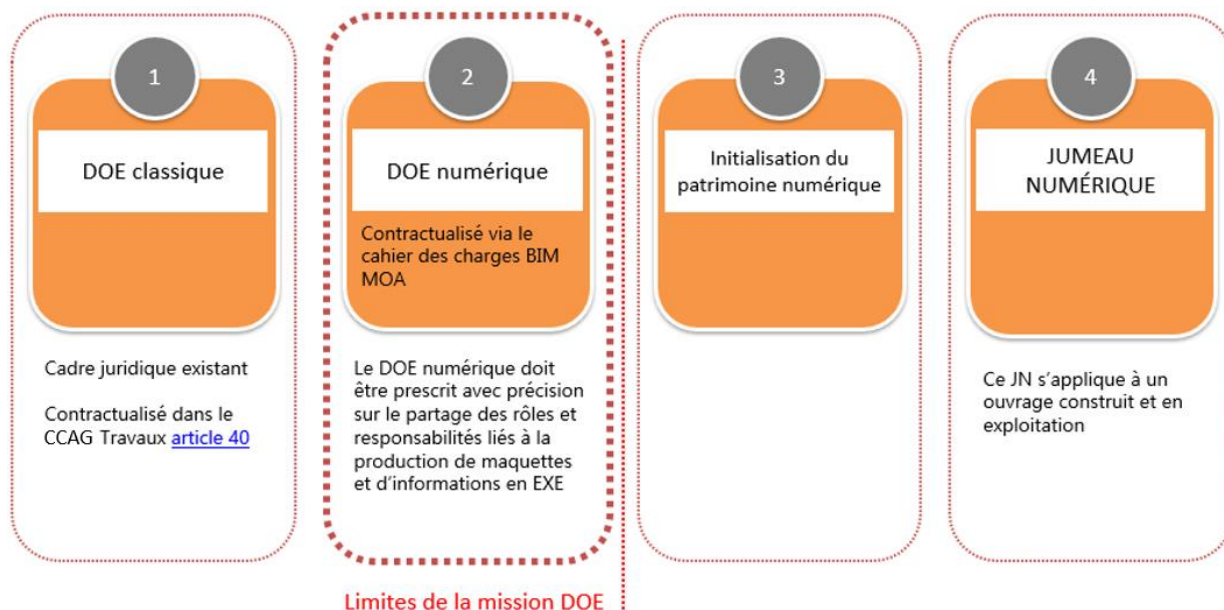 1
DOE classique
Cadre juridique existant
Contractualisé dans le
CCAG Travaux article 40
2
DOE numérique
Contractualisé via le
cahier des charges BIM
MOA
Le DOE numérique doit
être prescrit avec précision
sur le partage des rôles et
responsabilités liés à la
production de maquettes
et d’informations en EXE
3
Initialisation du
patrimoine numérique
4
JUMEAU
NUMÉRIQUE
Ce JN s’applique à un
ouvrage construit et en
exploitation
Limites de la mission DOE